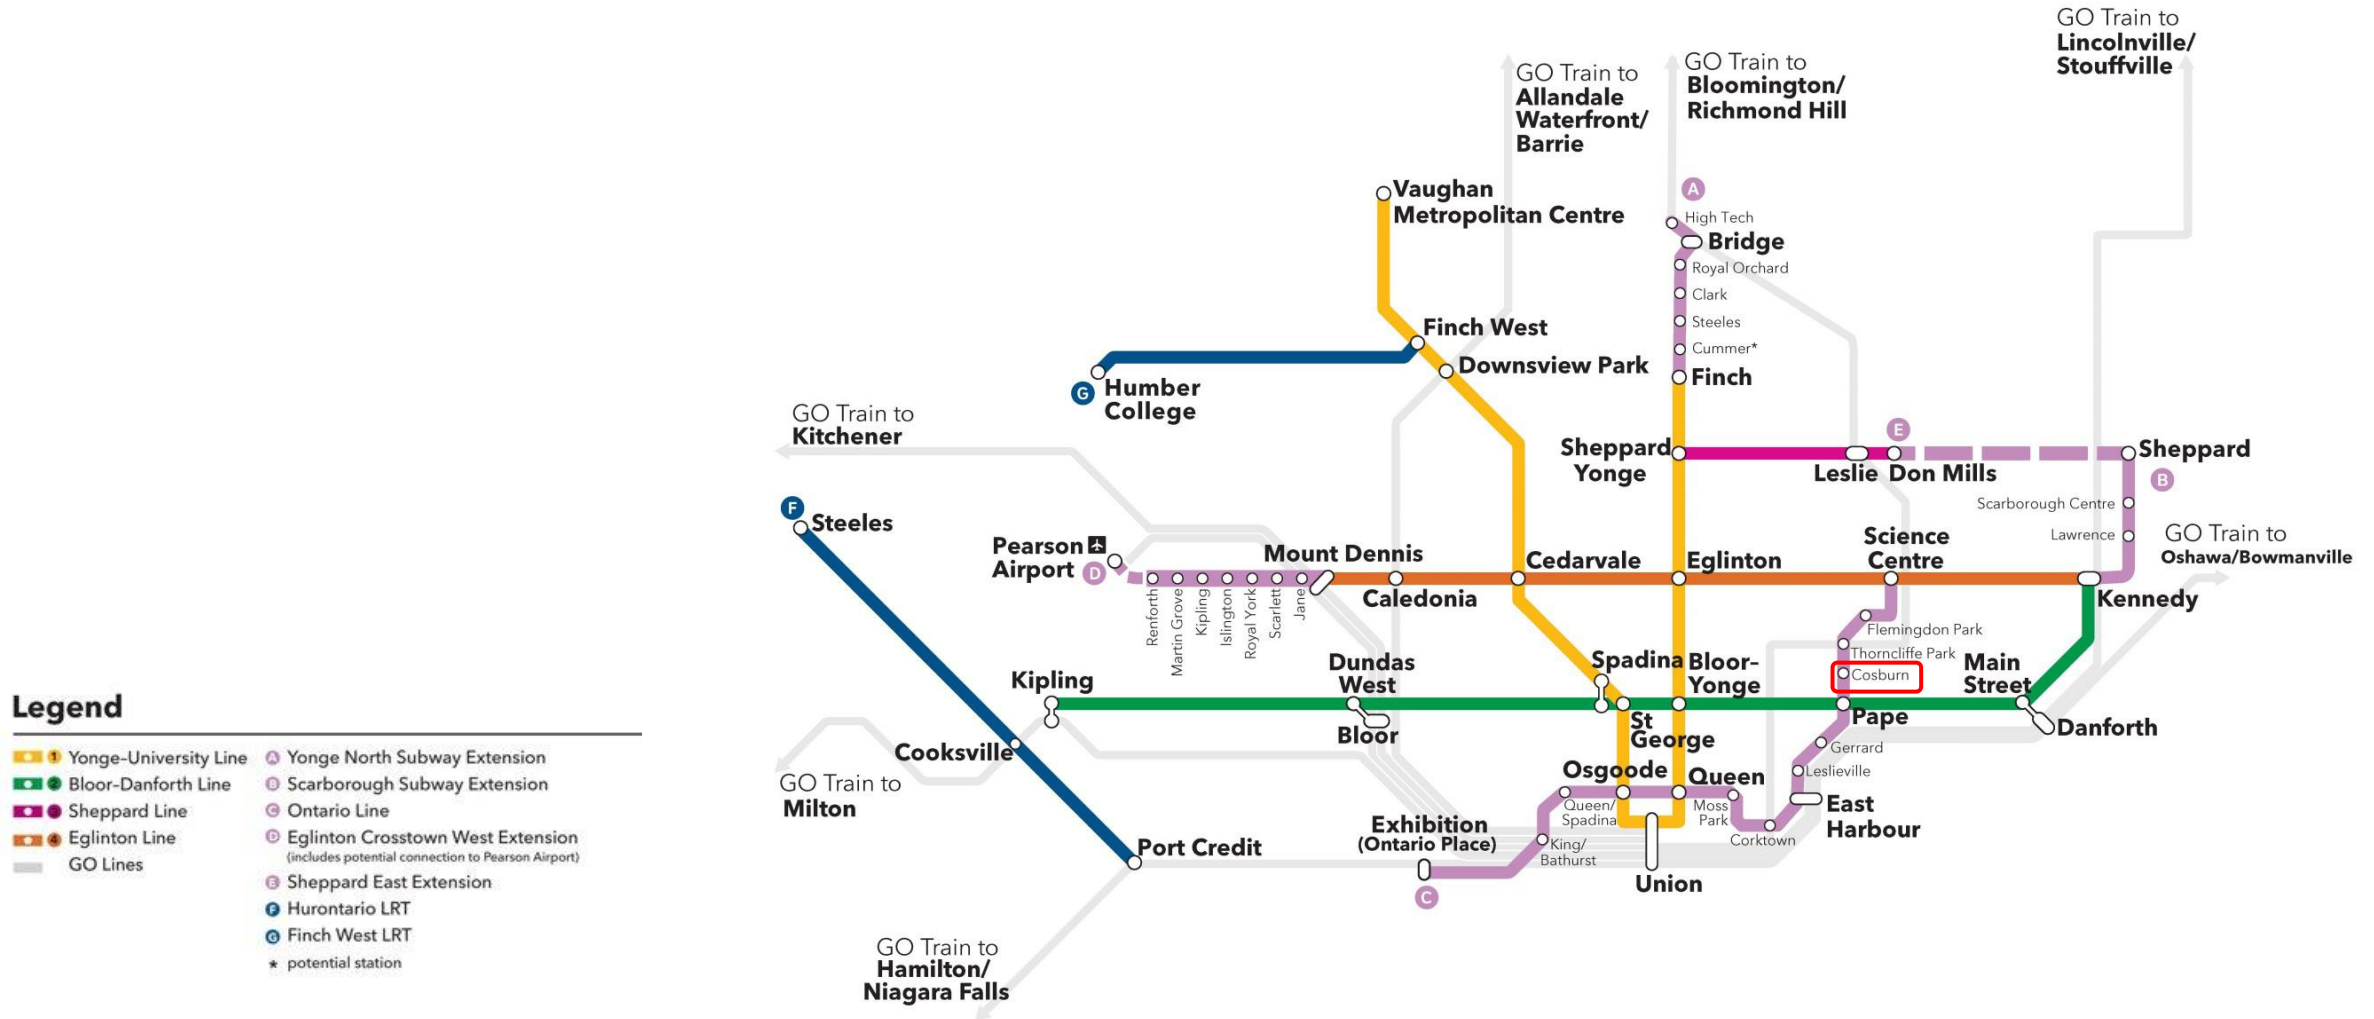 GO Train to
Lincolnville/
Stouffville
GO Train to
Allandale
Waterfront/
Barrie
GO Train to
Bloomington/
Richmond Hill
Vaughan
Metropolitan Centre
A
High Tech
Bridge
Royal Orchard
Clark
Steeles
Cummer*
Finch
Finch West
Downsview Park
G
Humber
College
GO Train to
Kitchener
Sheppard
Yonge
Leslie
Don Mills
E
Sheppard
B
Scarborough Centre
Lawrence
GO Train to
Oshawa/Bowmanville
F
Steeles
Pearson
Airport
D
Renforth
Martin Grove
Kipling
Islington
Royal York
Scarlett
Jane
Mount Dennis
Caledonia
Cedarvale
Eglinton
Science
Centre
Kennedy
Flemingdon Park
Thorncliffe Park
Cosburn
Pape
Main
Street
Danforth
Kipling
Dundas
West
Bloor
Spadina
Bloor-
Yonge
St
George
Cooksville
GO Train to
Milton
Port Credit
Osgoode
Queen
Queen/
Spadina
Moss
Park
Gerrard
Leslieville
East
Harbour
Corktown
King/
Bathurst
Exhibition
(Ontario Place)
C
Union
GO Train to
Hamilton/
Niagara Falls
Legend
1 Yonge-University Line
2 Bloor-Danforth Line
3 Sheppard Line
4 Eglinton Line
GO Lines
A Yonge North Subway Extension
B Scarborough Subway Extension
C Ontario Line
D Eglinton Crosstown West Extension
(includes potential connection to Pearson Airport)
E Sheppard East Extension
F Hurontario LRT
G Finch West LRT
* potential station